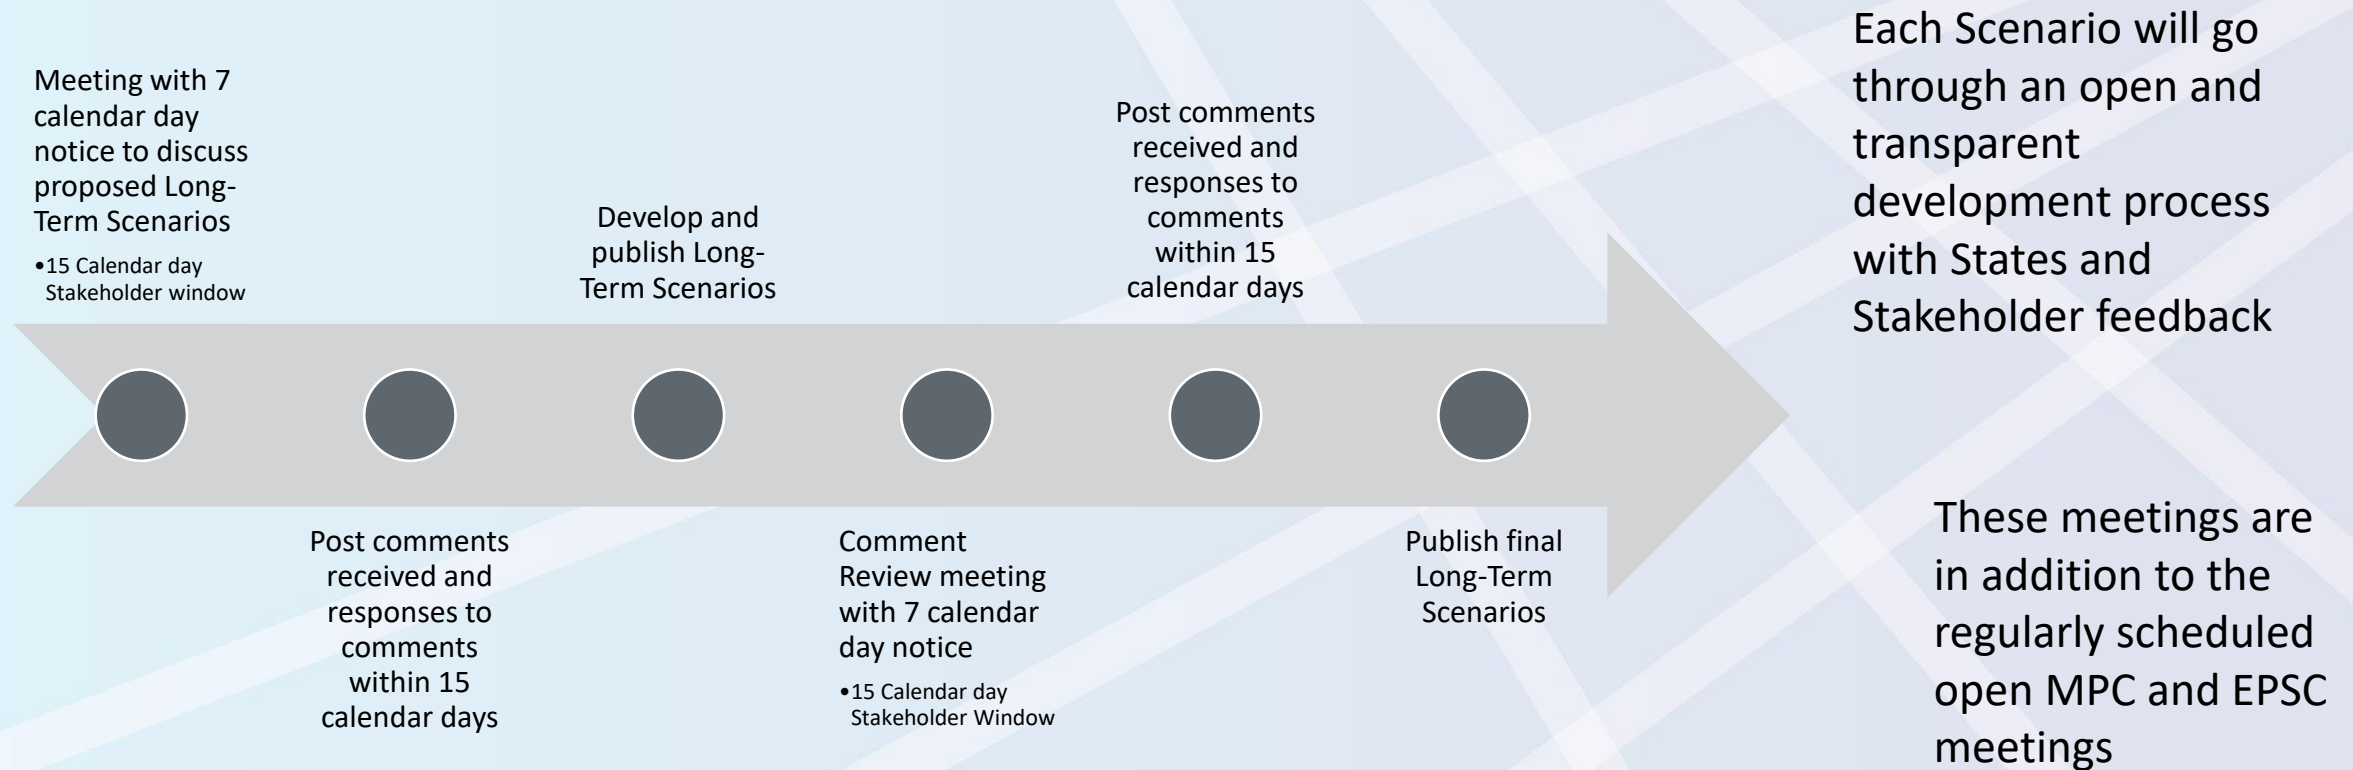 Meeting with 7
calendar day
notice to discuss
proposed Long-
Term Scenarios
•15 Calendar day
Stakeholder window
Post comments
received and
responses to
comments
within 15
calendar days
Develop and
publish Long-
Term Scenarios
Comment
Review meeting
with 7 calendar
day notice
•15 Calendar day
Stakeholder Window
Post comments
received and
responses to
comments
within 15
calendar days
Publish final
Long-Term
Scenarios
Each Scenario will go
through an open and
transparent
development process
with States and
Stakeholder feedback
These meetings are
in addition to the
regularly scheduled
open MPC and EPSC
meetings